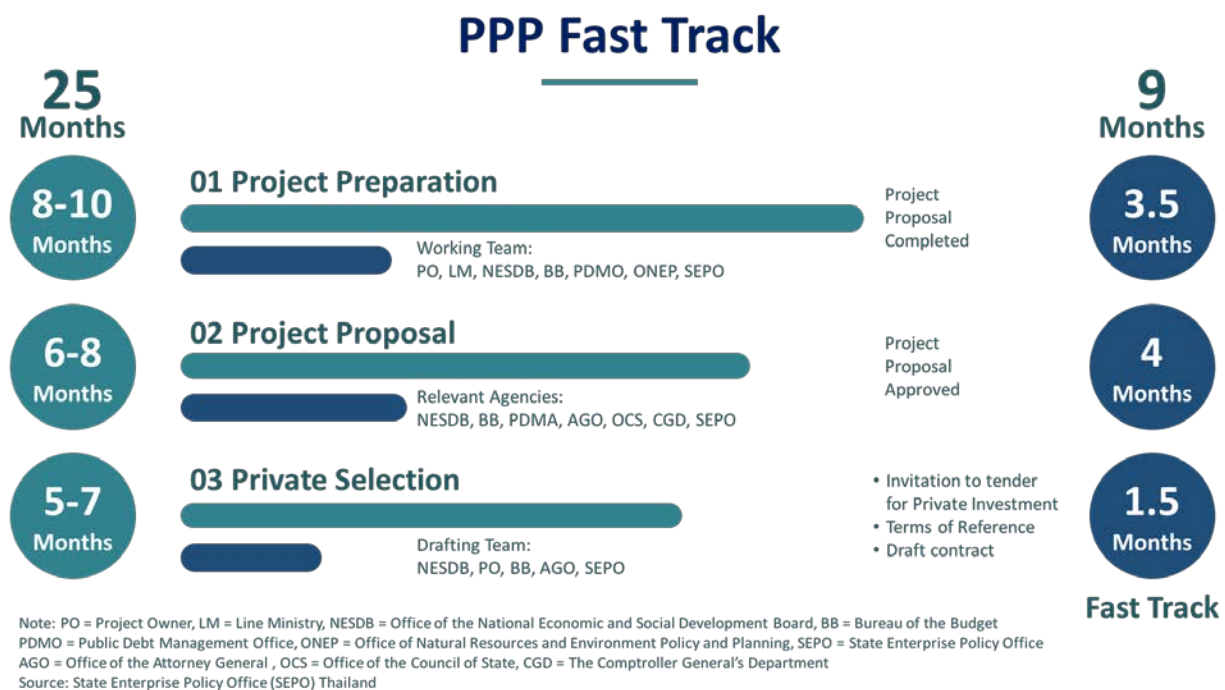 PPP Fast Track
25
Months
9
Months
8-10
Months
01 Project Preparation
Working Team:
PO, LM, NESDB, BB, PDMO, ONEP, SEPO
Project
Proposal
Completed
3.5
Months
6-8
Months
02 Project Proposal
Relevant Agencies:
NESDB, BB, PDMA, AGO, OCS, CGD, SEPO
Project
Proposal
Approved
4
Months
5-7
Months
03 Private Selection
Drafting Team:
NESDB, PO, BB, AGO, SEPO
• Invitation to tender
for Private Investment
• Terms of Reference
• Draft contract
1.5
Months
Fast Track
Note: PO = Project Owner, LM = Line Ministry, NESDB = Office of the National Economic and Social Development Board, BB = Bureau of the Budget
PDMO = Public Debt Management Office, ONEP = Office of Natural Resources and Environment Policy and Planning, SEPO = State Enterprise Policy Office
AGO = Office of the Attorney General , OCS = Office of the Council of State, CGD = The Comptroller General's Department
Source: State Enterprise Policy Office (SEPO) Thailand